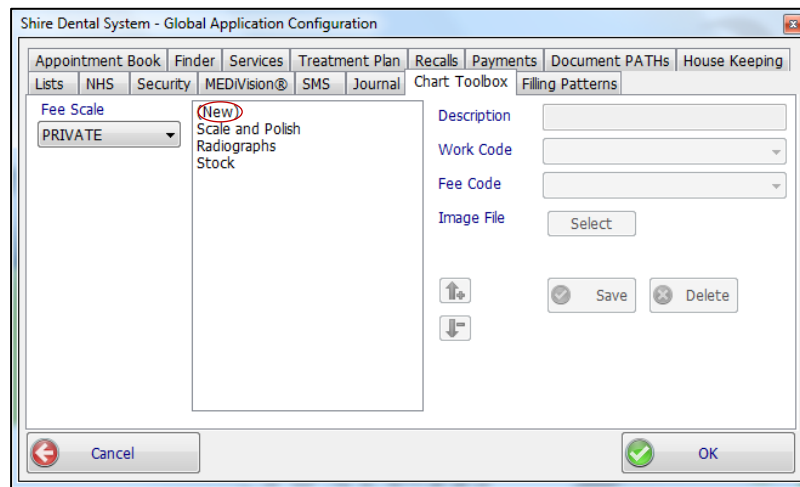 Shire Dental System - Global Application Configuration
Appointment Book Finder Services Treatment Plan Recalls Payments Document PATHs House Keeping
Lists NHS Security MEDiVision® SMS Journal Chart Toolbox Filling Patterns
Fee Scale
PRIVATE
(New)
Scale and Polish
Radiographs
Stock
Description
Work Code
Fee Code
Image File Select
Save Delete
Cancel OK